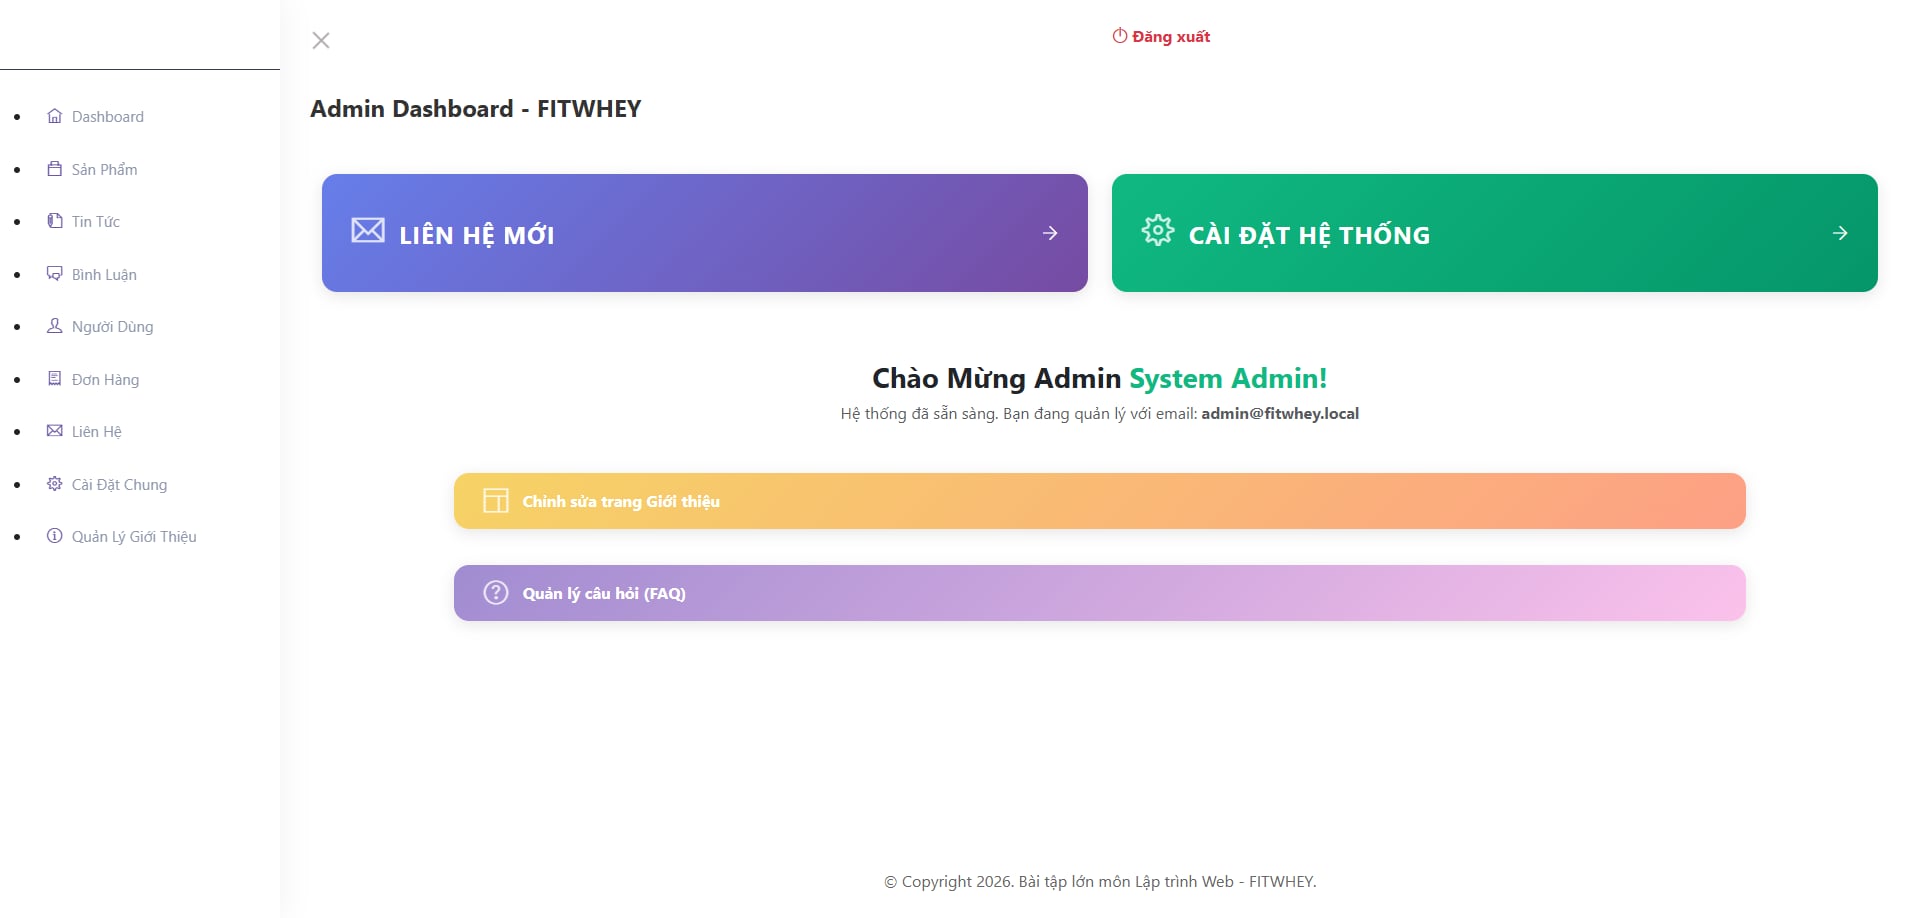 Dashboard
Sản Phẩm
Tin Tức
Bình Luận
Người Dùng
Đơn Hàng
Liên Hệ
Cài Đặt Chung
Quản Lý Giới Thiệu
Đăng xuất
Admin Dashboard - FITWHEY
LIÊN HỆ MỚI
CÀI ĐẶT HỆ THỐNG
Chào Mừng Admin System Admin!
Hệ thống đã sẵn sàng. Bạn đang quản lý với email: admin@fitwhey.local
Chỉnh sửa trang Giới thiệu
Quản lý câu hỏi (FAQ)
© Copyright 2026. Bài tập lớn môn Lập trình Web - FITWHEY.